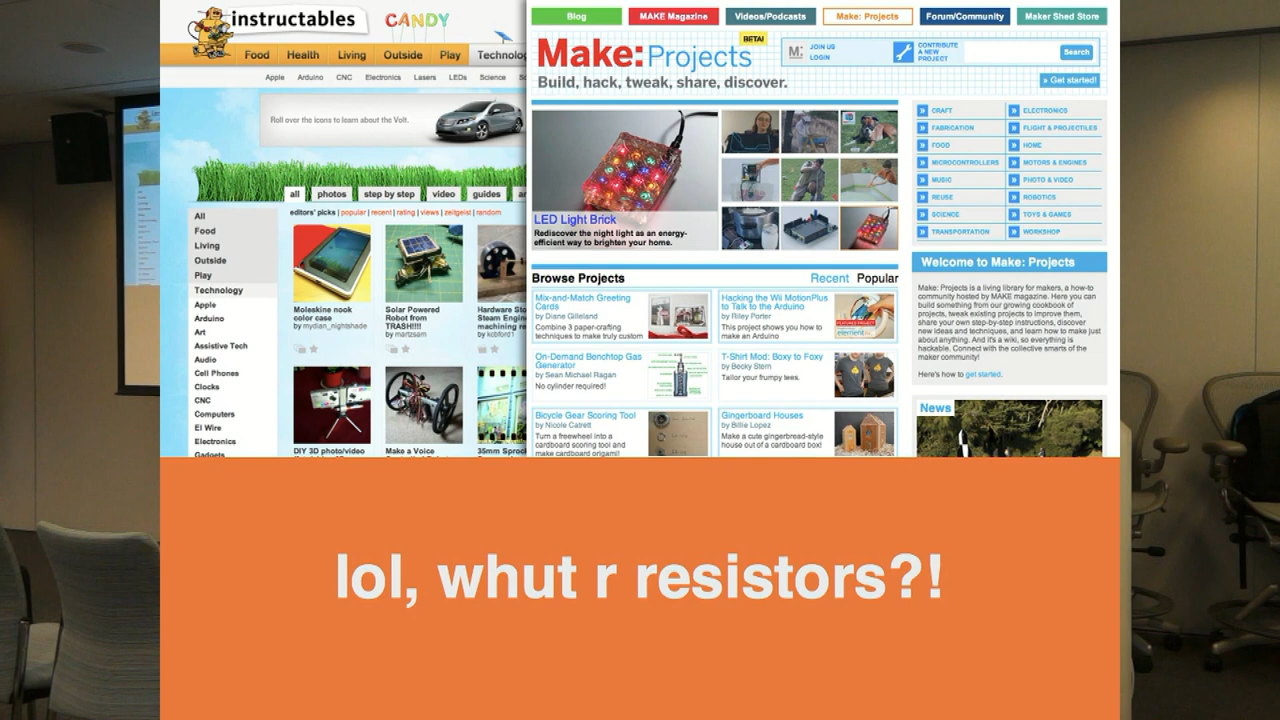 instructables
CANDY
Food Health Living Outside Play Technolo
Apple Arduino CNC Electronics Lasers LEDs Science S
Roll over the icons to learn about the Volt.
all photos step by step video guides
editors' picks | popular | recent | rating | views | zeitgeist | random
All
Food
Living
Outside
Play
Technology
Apple
Arduino
Art
Assistive Tech
Audio
Cell Phones
Clocks
CNC
Computers
El Wire
Electronics
Gadgets
Moleskine nook
color case
by mydian_nightshade
Solar Powered
Robot from
TRASH!!!!
by martzsam
Hardware Sto
Steam Engin
machining re
by kcbford1
DIY 3D photo/video
Make a Voice
35mm Sprock
Blog
MAKE Magazine
Videos/Podcasts
Make: Projects
Forum/Community
Maker Shed Store
BETA!
Make: Projects
Build, hack, tweak, share, discover.
M:
JOIN US
LOGIN
CONTRIBUTE
A NEW
PROJECT
Search
» Get started!
LED Light Brick
Rediscover the night light as an energy-
efficient way to brighten your home.
CRAFT
ELECTRONICS
FABRICATION
FLIGHT & PROJECTILES
FOOD
HOME
MICROCONTROLLERS
MOTORS & ENGINES
MUSIC
PHOTO & VIDEO
REUSE
ROBOTICS
SCIENCE
TOYS & GAMES
TRANSPORTATION
WORKSHOP
Browse Projects
Recent Popular
Mix-and-Match Greeting
Cards
by Diane Gilleland
Combine 3 paper-crafting
techniques to make truly custom
Hacking the Wii MotionPlus
to Talk to the Arduino
by Riley Porter
This project shows you how to
make an Arduino
On-Demand Benchtop Gas
Generator
by Sean Michael Ragan
No cylinder required!
T-Shirt Mod: Boxy to Foxy
by Becky Stern
Tailor your frumpy tees.
Bicycle Gear Scoring Tool
by Nicole Catrett
Turn a freewheel into a
cardboard scoring tool and
make cardboard origami!
Gingerboard Houses
by Billie Lopez
Make a cute gingerbread-style
house out of a cardboard box!
Welcome to Make: Projects
Make: Projects is a living library for makers, a how-to
community hosted by MAKE magazine. Here you can
build something from our growing cookbook of
projects, tweak existing projects to improve them,
share your own step-by-step instructions, discover
new ideas and techniques, and learn how to make just
about anything. And it's a wiki, so everything is
hackable. Connect with the collective smarts of the
maker community!
Here's how to get started.
News
lol, whut r resistors?!